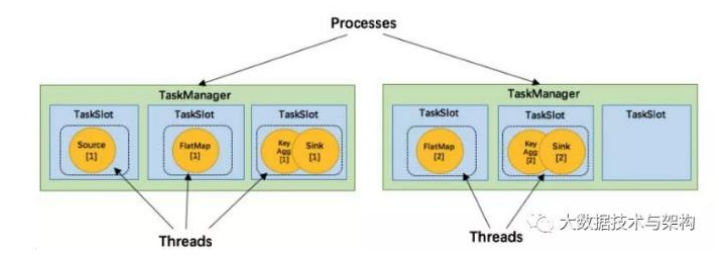 Processes
TaskManager
TaskManager
TaskSlot
TaskSlot
TaskSlot
TaskSlot
TaskSlot
TaskSlot
Source
[1]
FlatMap
[1]
Key
Agg
[1]
Sink
[1]
FlatMap
[2]
Key
Agg
[2]
Sink
[2]
大数据技术与架构
Threads
Threads